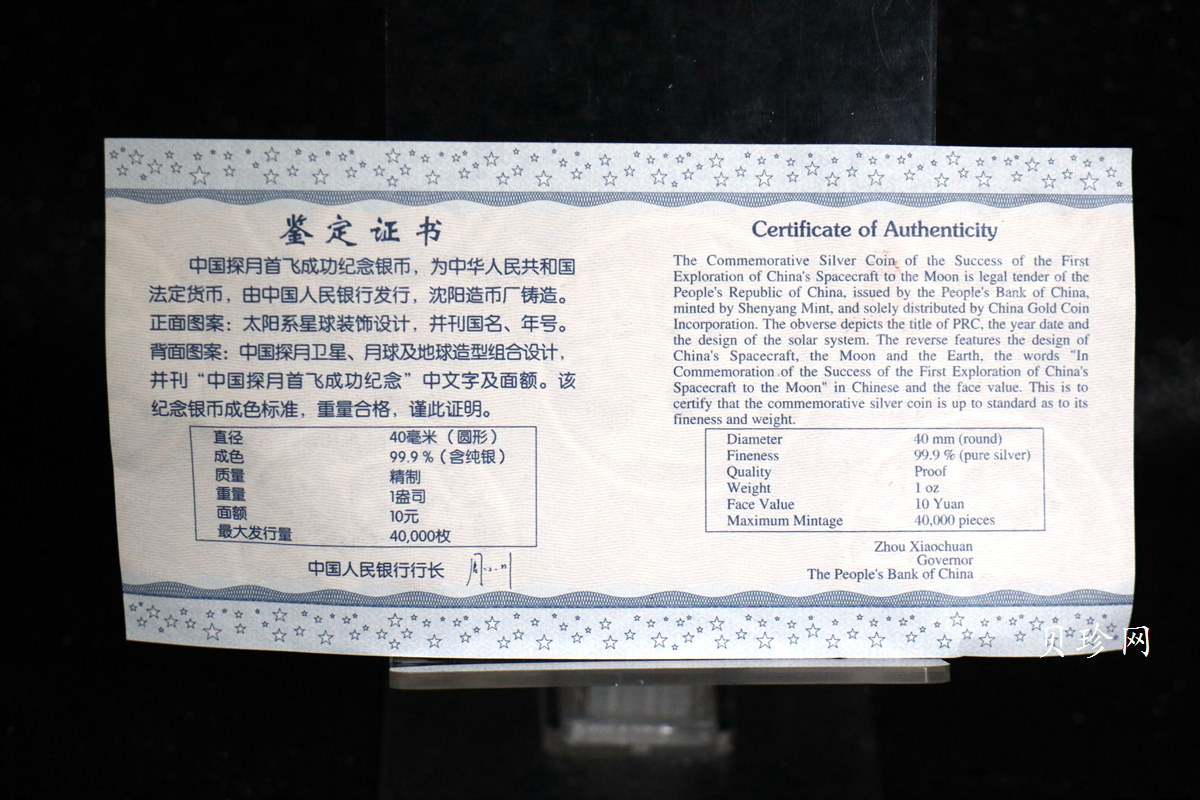 鉴定证书
中国探月首飞成功纪念银币，为中华人民共和国
法定货币，由中国人民银行发行，沈阳造币厂铸造。
正面图案：太阳系星球装饰设计，并刊国名、年号。
背面图案：中国探月卫星、月球及地球造型组合设计，
并刊“中国探月首飞成功纪念”中文字及面额。该
纪念银币成色标准，重量合格，谨此证明。
直径 40毫米（圆形）
成色 99.9％（含纯银）
质量 精制
重量 1盎司
面额 10元
最大发行量 40,000枚
中国人民银行行长
Certificate of Authenticity
The Commemorative Silver Coin of the Success of the First
Exploration of China's Spacecraft to the Moon is legal tender of the
People's Republic of China, issued by the People's Bank of China,
minted by Shenyang Mint, and solely distributed by China Gold Coin
Incorporation. The obverse depicts the title of PRC, the year date and
the design of the solar system. The reverse features the design of
China's Spacecraft, the Moon and the Earth, the words "In
Commemoration of the Success of the First Exploration of China's
Spacecraft to the Moon" in Chinese and the face value. This is to
certify that the commemorative silver coin is up to standard as to its
fineness and weight.
Diameter 40 mm (round)
Fineness 99.9 % (pure silver)
Quality Proof
Weight 1 oz
Face Value 10 Yuan
Maximum Mintage 40,000 pieces
Zhou Xiaochuan
Governor
The People's Bank of China
贝珍网